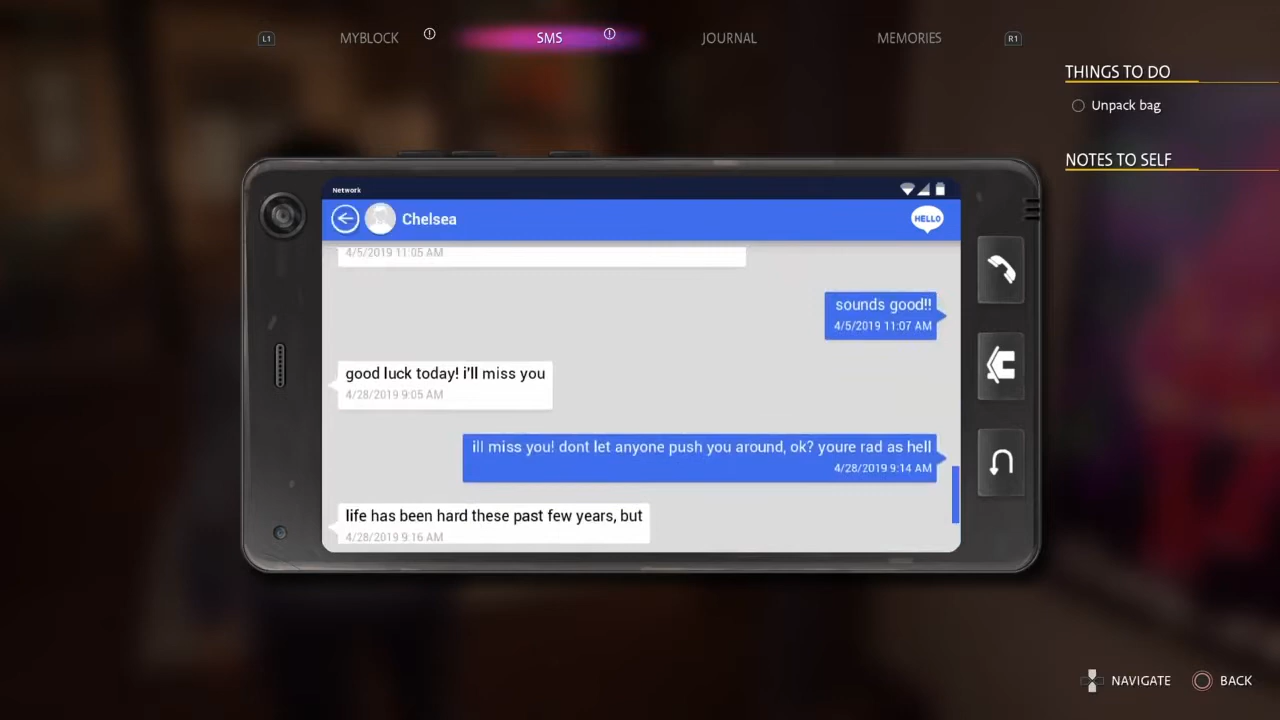 L1
MYBLOCK
SMS
JOURNAL
MEMORIES
R1
THINGS TO DO
Unpack bag
NOTES TO SELF
Network
Chelsea
HELLO
4/5/2019 11:05 AM
sounds good!!
4/5/2019 11:07 AM
good luck today! i'll miss you
4/28/2019 9:05 AM
ill miss you! dont let anyone push you around, ok? youre rad as hell
4/28/2019 9:14 AM
life has been hard these past few years, but
4/28/2019 9:16 AM
NAVIGATE
BACK